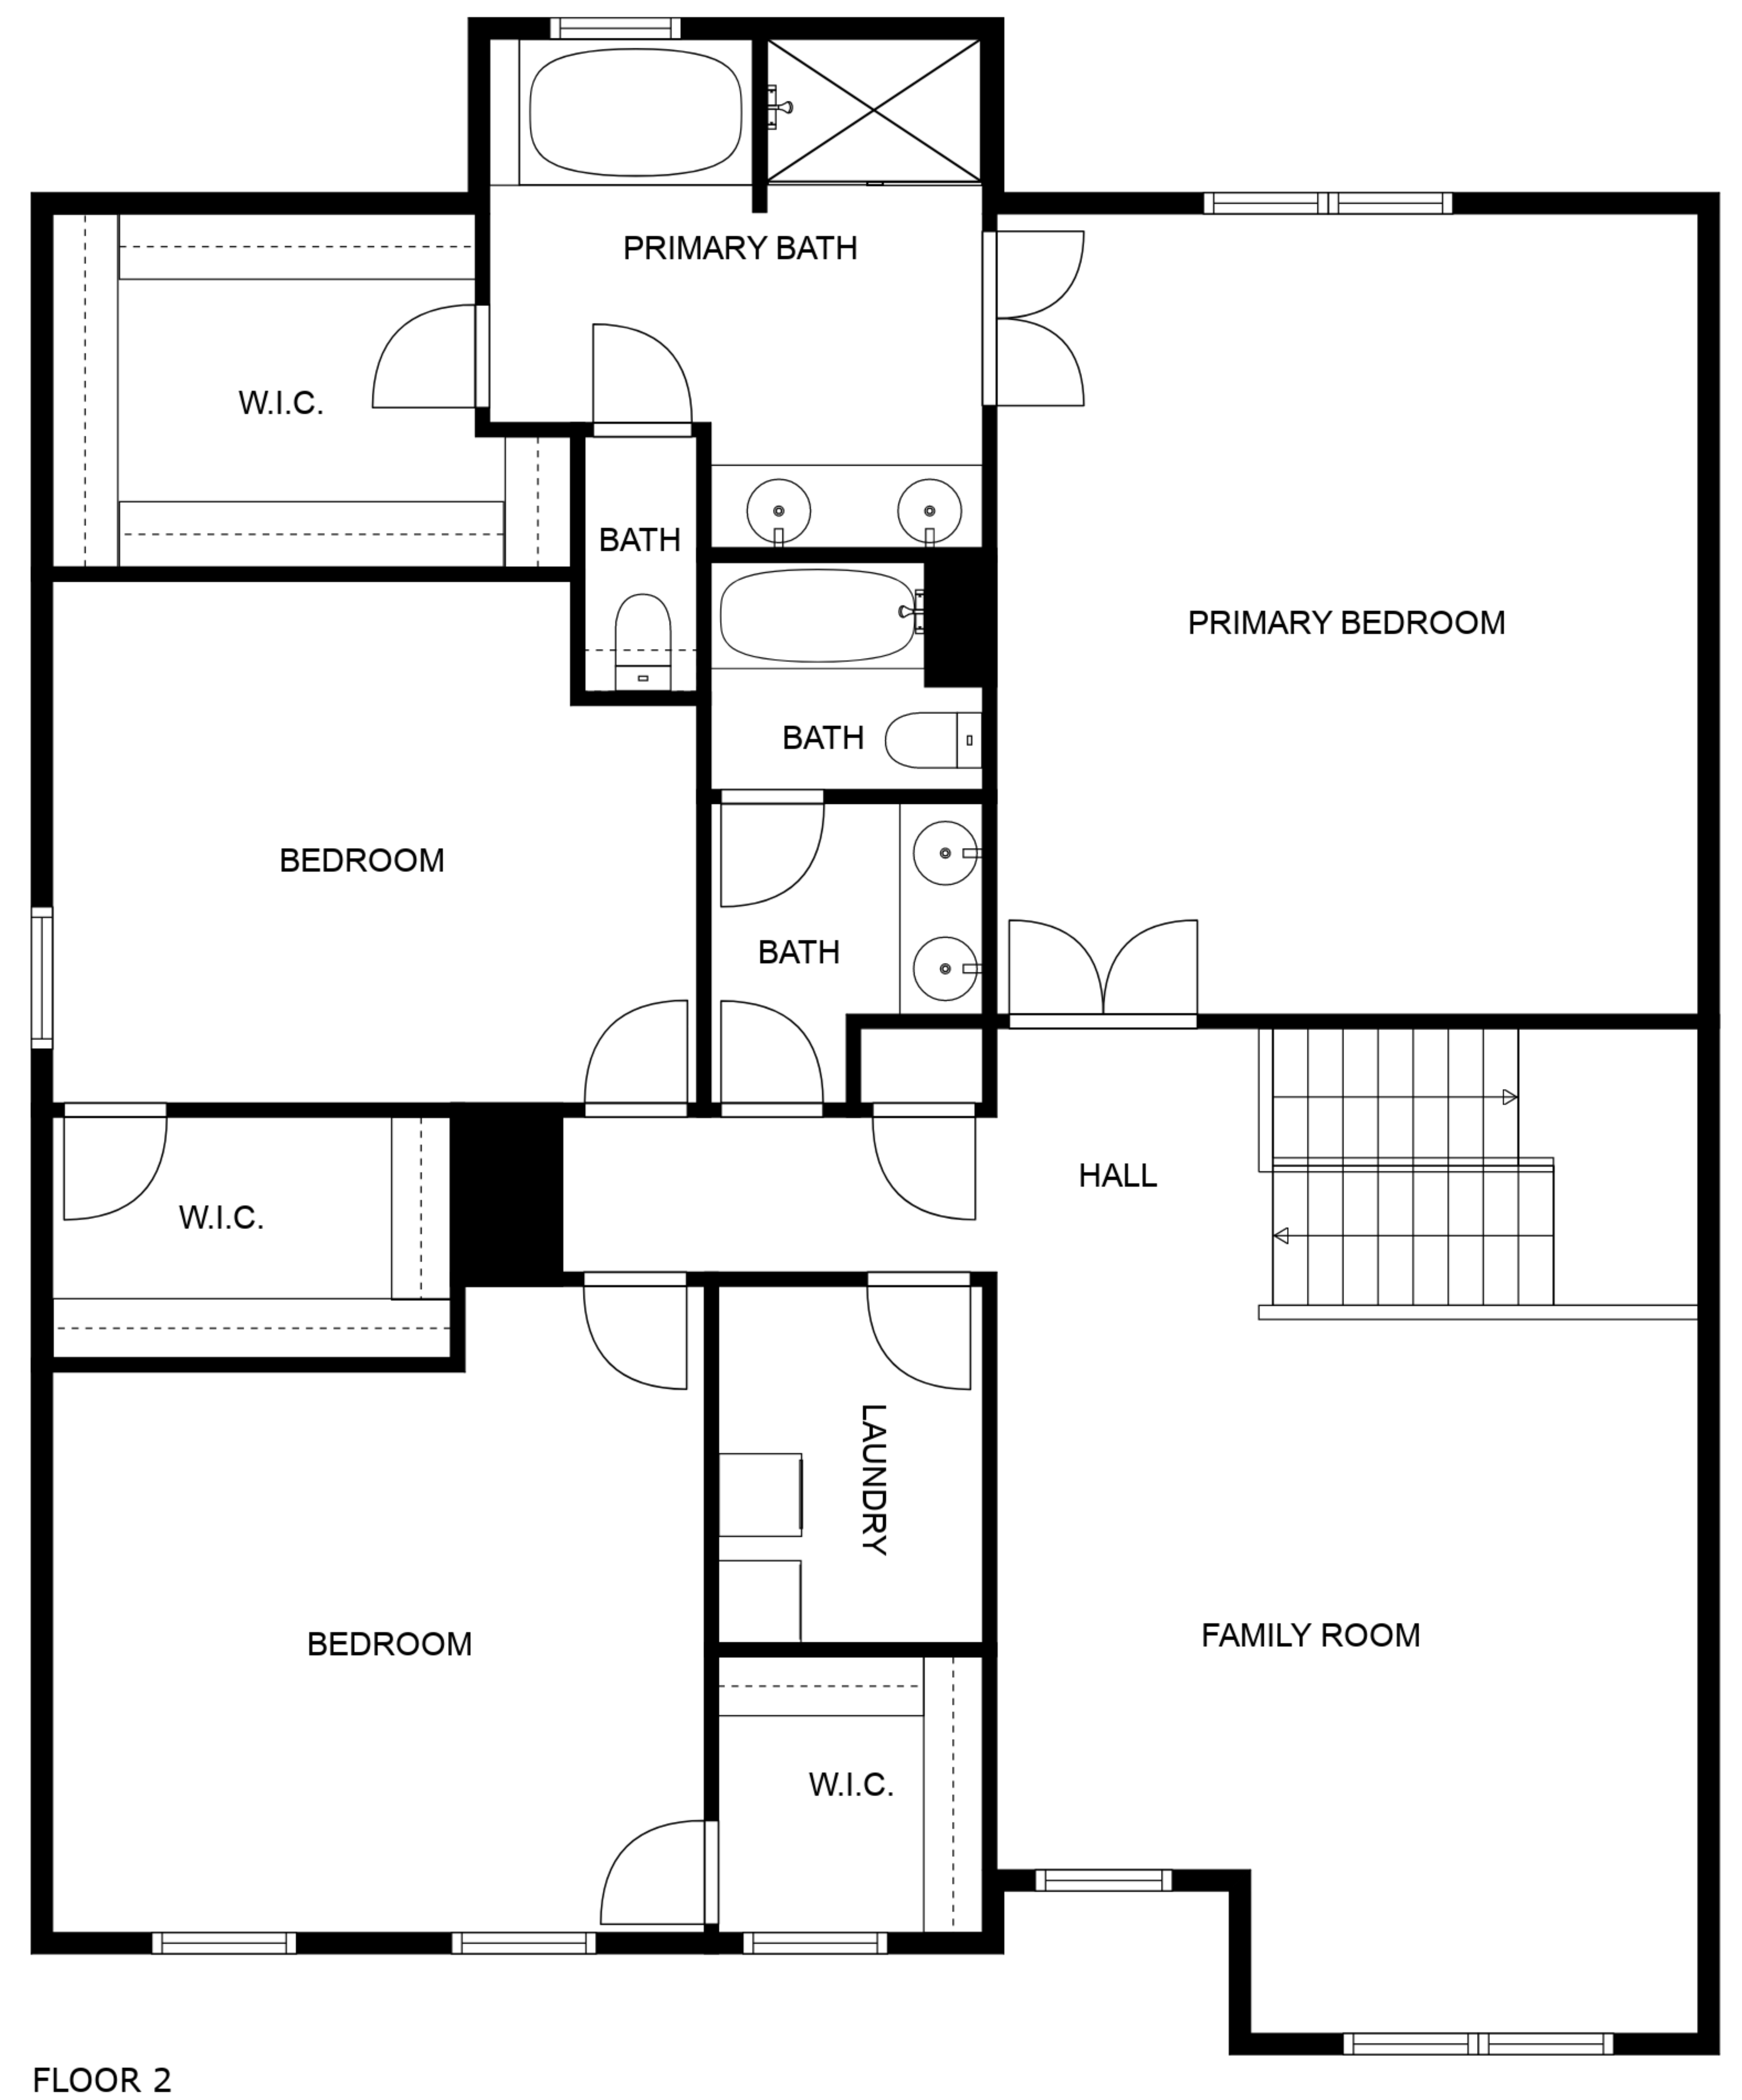 PRIMARY BATH
W.I.C.
BATH
PRIMARY BEDROOM
BATH
BEDROOM
BATH
HALL
W.I.C.
LAUNDRY
FAMILY ROOM
BEDROOM
W.I.C.
FLOOR 2